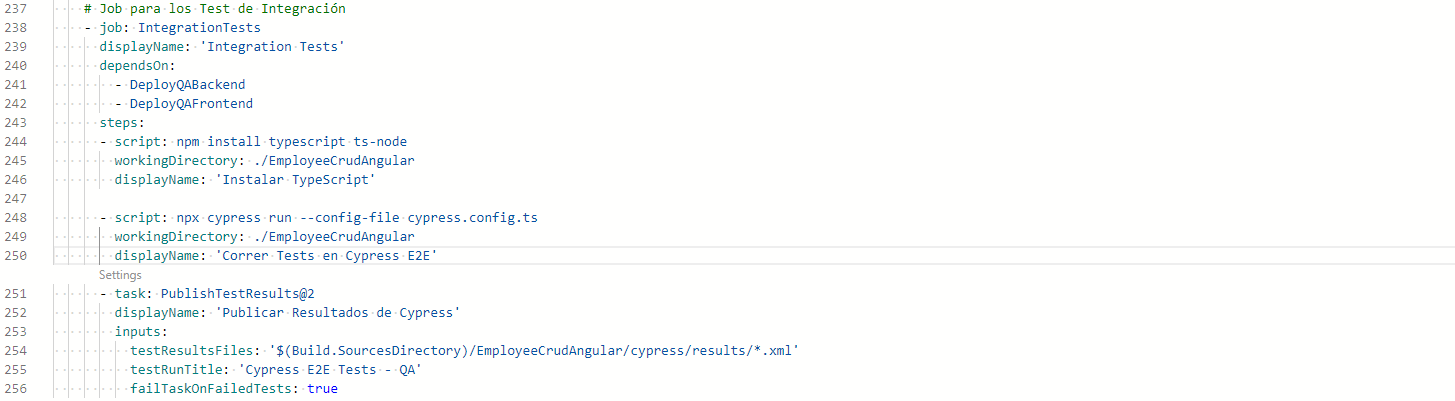 237 # Job para los Test de Integración
238 - job: IntegrationTests
239 displayName: 'Integration Tests'
240 dependsOn:
241 - DeployQABackend
242 - DeployQAFrontend
243 steps:
244 - script: npm install typescript ts-node
245 workingDirectory: ./EmployeeCrudAngular
246 displayName: 'Instalar TypeScript'
247
248 - script: npx cypress run --config-file cypress.config.ts
249 workingDirectory: ./EmployeeCrudAngular
250 displayName: 'Correr Tests en Cypress E2E'
Settings
251 - task: PublishTestResults@2
252 displayName: 'Publicar Resultados de Cypress'
253 inputs:
254 testResultsFiles: '$(Build.SourcesDirectory)/EmployeeCrudAngular/cypress/results/*.xml'
255 testRunTitle: 'Cypress E2E Tests - QA'
256 failTaskOnFailedTests: true